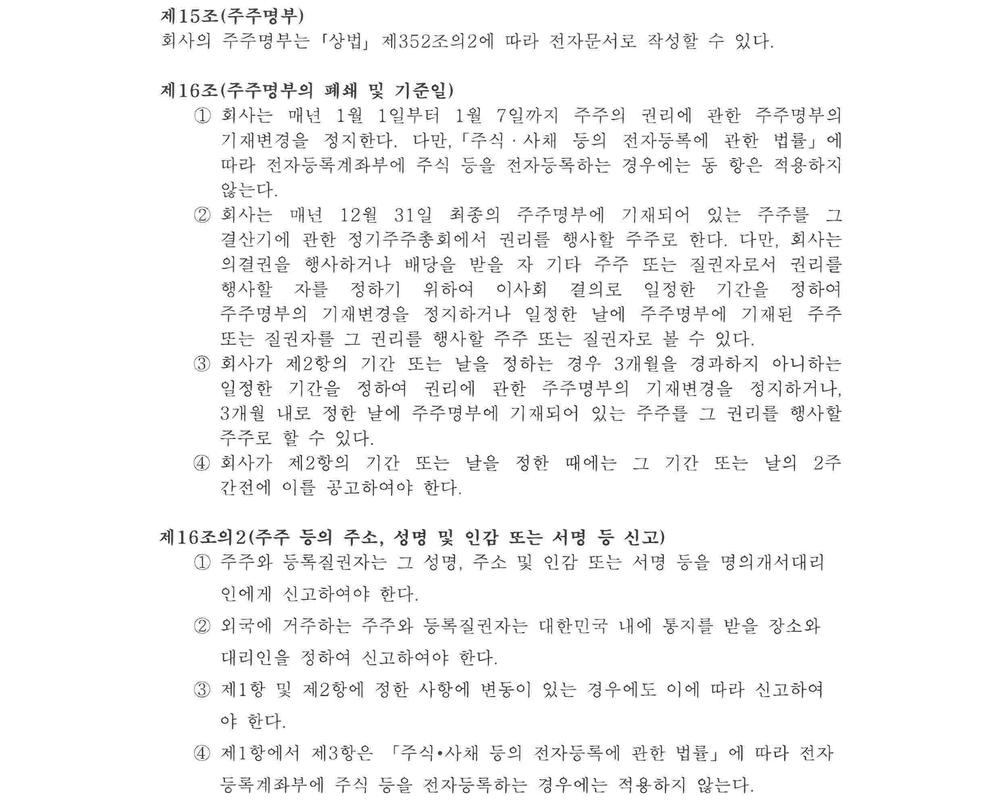 제15조(주주명부)
회사의 주주명부는 「상법」 제352조의2에 따라 전자문서로 작성할 수 있다.
제16조(주주명부의 폐쇄 및 기준일)
① 회사는 매년 1월 1일부터 1월 7일까지 주주의 권리에 관한 주주명부의
기재변경을 정지한다. 다만, 「주식ㆍ사채 등의 전자등록에 관한 법률」에
따라 전자등록계좌부에 주식 등을 전자등록하는 경우에는 동 항은 적용하지
않는다.
② 회사는 매년 12월 31일 최종의 주주명부에 기재되어 있는 주주를 그
결산기에 관한 정기주주총회에서 권리를 행사할 주주로 한다. 다만, 회사는
의결권을 행사하거나 배당을 받을 자 기타 주주 또는 질권자로서 권리를
행사할 자를 정하기 위하여 이사회 결의로 일정한 기간을 정하여
주주명부의 기재변경을 정지하거나 일정한 날에 주주명부에 기재된 주주
또는 질권자를 그 권리를 행사할 주주 또는 질권자로 볼 수 있다.
③ 회사가 제2항의 기간 또는 날을 정하는 경우 3개월을 경과하지 아니하는
일정한 기간을 정하여 권리에 관한 주주명부의 기재변경을 정지하거나,
3개월 내로 정한 날에 주주명부에 기재되어 있는 주주를 그 권리를 행사할
주주로 할 수 있다.
④ 회사가 제2항의 기간 또는 날을 정한 때에는 그 기간 또는 날의 2주
간전에 이를 공고하여야 한다.
제16조의2(주주 등의 주소, 성명 및 인감 또는 서명 등 신고)
① 주주와 등록질권자는 그 성명, 주소 및 인감 또는 서명 등을 명의개서대리
인에게 신고하여야 한다.
② 외국에 거주하는 주주와 등록질권자는 대한민국 내에 통지를 받을 장소와
대리인을 정하여 신고하여야 한다.
③ 제1항 및 제2항에 정한 사항에 변동이 있는 경우에도 이에 따라 신고하여
야 한다.
④ 제1항에서 제3항은 「주식•사채 등의 전자등록에 관한 법률」에 따라 전자
등록계좌부에 주식 등을 전자등록하는 경우에는 적용하지 않는다.